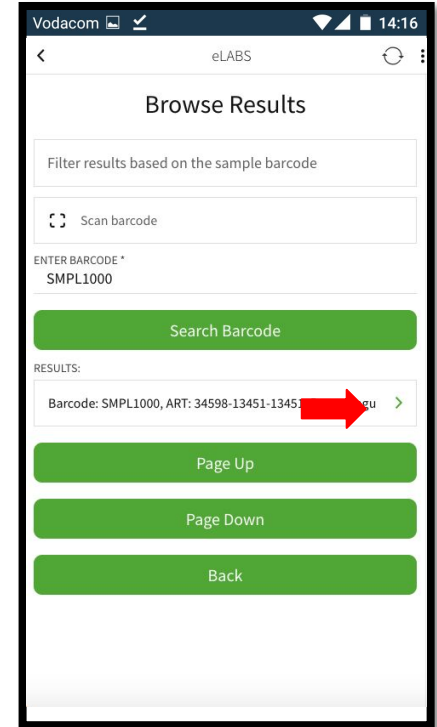 Vodacom 14:16
eLABS
Browse Results
Filter results based on the sample barcode
Scan barcode
ENTER BARCODE *
SMPL1000
Search Barcode
RESULTS:
Barcode: SMPL1000, ART: 34598-13451-13451 gu
Page Up
Page Down
Back